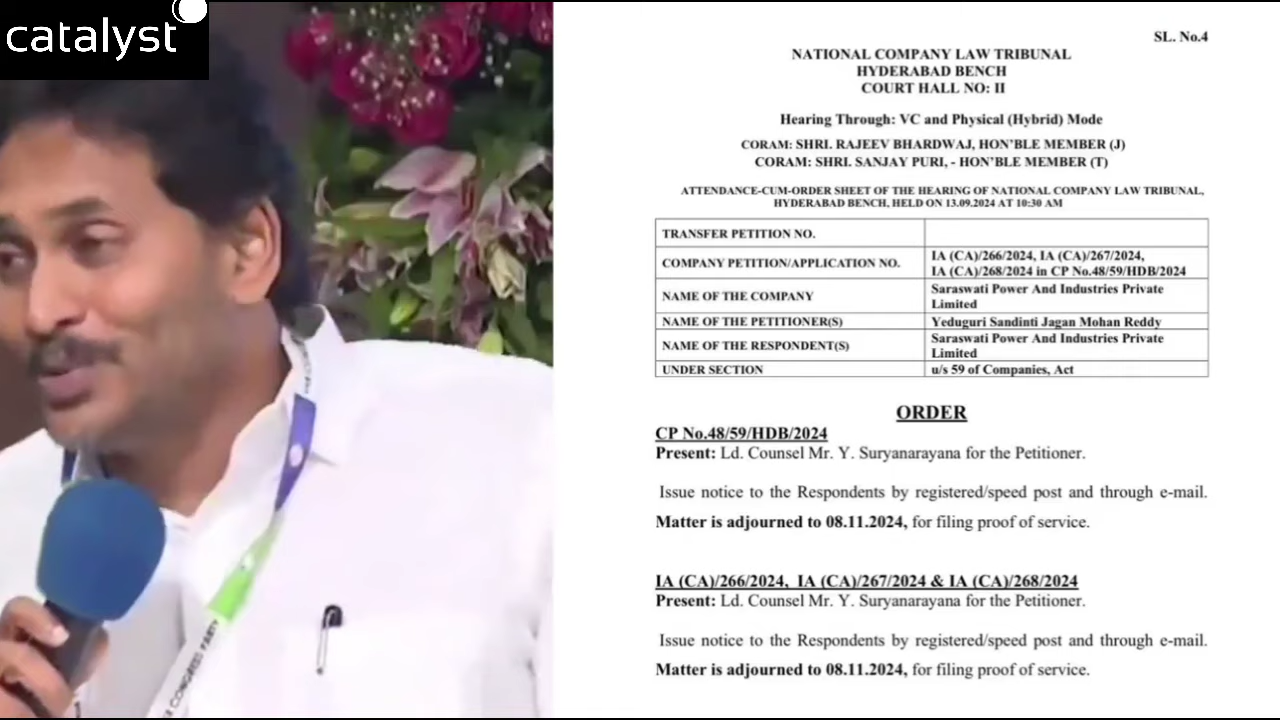 catalyst
CONGRESS PARTY
SL. No.4
NATIONAL COMPANY LAW TRIBUNAL
HYDERABAD BENCH
COURT HALL NO: II
Hearing Through: VC and Physical (Hybrid) Mode
CORAM: SHRI. RAJEEV BHARDWAJ, HON'BLE MEMBER (J)
CORAM: SHRI. SANJAY PURI, - HON'BLE MEMBER (T)
ATTENDANCE-CUM-ORDER SHEET OF THE HEARING OF NATIONAL COMPANY LAW TRIBUNAL,
HYDERABAD BENCH, HELD ON 13.09.2024 AT 10:30 AM
TRANSFER PETITION NO.
COMPANY PETITION/APPLICATION NO. IA (CA)/266/2024, IA (CA)/267/2024,
IA (CA)/268/2024 in CP No.48/59/HDB/2024
NAME OF THE COMPANY Saraswati Power And Industries Private
Limited
NAME OF THE PETITIONER(S) Yeduguri Sandinti Jagan Mohan Reddy
NAME OF THE RESPONDENT(S) Saraswati Power And Industries Private
Limited
UNDER SECTION u/s 59 of Companies, Act
ORDER
CP No.48/59/HDB/2024
Present: Ld. Counsel Mr. Y. Suryanarayana for the Petitioner.
Issue notice to the Respondents by registered/speed post and through e-mail.
Matter is adjourned to 08.11.2024, for filing proof of service.
IA (CA)/266/2024, IA (CA)/267/2024 & IA (CA)/268/2024
Present: Ld. Counsel Mr. Y. Suryanarayana for the Petitioner.
Issue notice to the Respondents by registered/speed post and through e-mail.
Matter is adjourned to 08.11.2024, for filing proof of service.